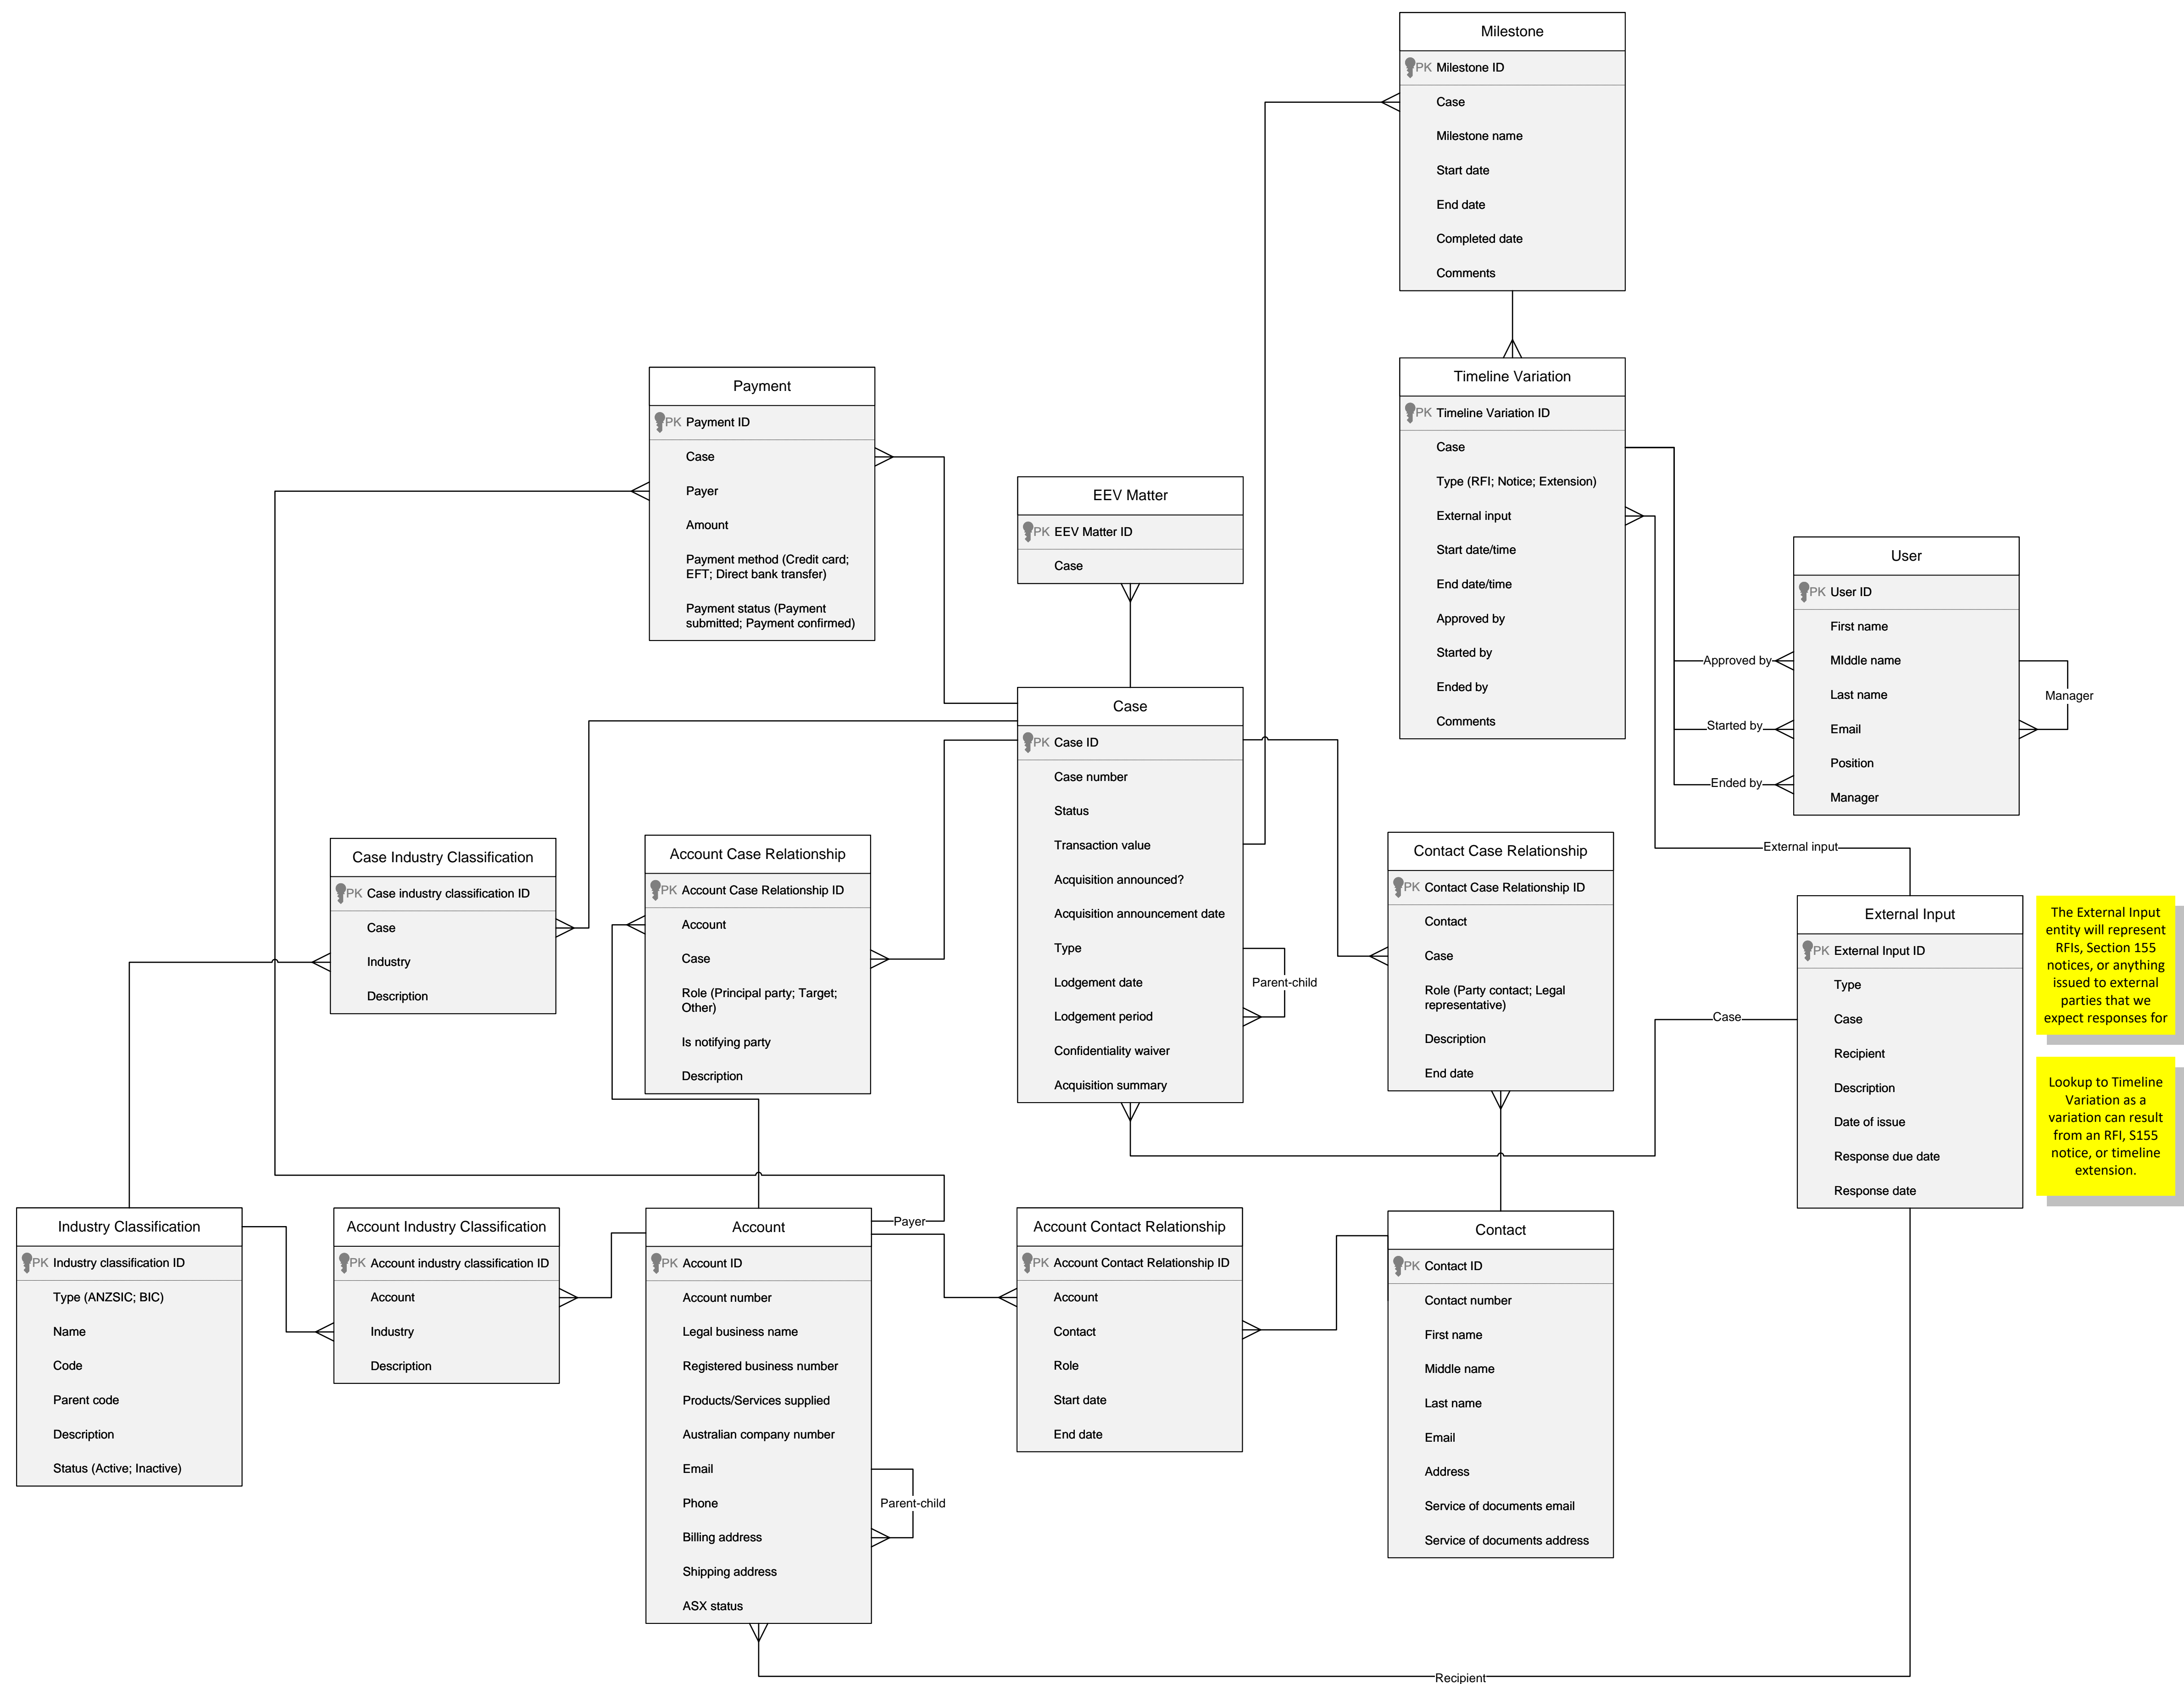 Milestone
PK Milestone ID
Case
Milestone name
Start date
End date
Completed date
Comments
Timeline Variation
PK Timeline Variation ID
Case
Type (RFI; Notice; Extension)
External input
Start date/time
End date/time
Approved by
Started by
Ended by
Comments
Payment
PK Payment ID
Case
Payer
Amount
Payment method (Credit card;
EFT; Direct bank transfer)
Payment status (Payment
submitted; Payment confirmed)
EEV Matter
PK EEV Matter ID
Case
User
PK User ID
First name
MIddle name
Last name
Email
Position
Manager
Approved by
Started by
Ended by
Manager
Case
PK Case ID
Case number
Status
Transaction value
Acquisition announced?
Acquisition announcement date
Type
Lodgement date
Lodgement period
Confidentiality waiver
Acquisition summary
Parent-child
Case Industry Classification
PK Case industry classification ID
Case
Industry
Description
Account Case Relationship
PK Account Case Relationship ID
Account
Case
Role (Principal party; Target;
Other)
Is notifying party
Description
Contact Case Relationship
PK Contact Case Relationship ID
Contact
Case
Role (Party contact; Legal
representative)
Description
End date
External input
Case
External Input
PK External Input ID
Type
Case
Recipient
Description
Date of issue
Response due date
Response date
The External Input
entity will represent
RFIs, Section 155
notices, or anything
issued to external
parties that we
expect responses for
Lookup to Timeline
Variation as a
variation can result
from an RFI, S155
notice, or timeline
extension.
Industry Classification
PK Industry classification ID
Type (ANZSIC; BIC)
Name
Code
Parent code
Description
Status (Active; Inactive)
Account Industry Classification
PK Account industry classification ID
Account
Industry
Description
Account
PK Account ID
Account number
Legal business name
Registered business number
Products/Services supplied
Australian company number
Email
Phone
Billing address
Shipping address
ASX status
Payer
Parent-child
Account Contact Relationship
PK Account Contact Relationship ID
Account
Contact
Role
Start date
End date
Contact
PK Contact ID
Contact number
First name
Middle name
Last name
Email
Address
Service of documents email
Service of documents address
Recipient